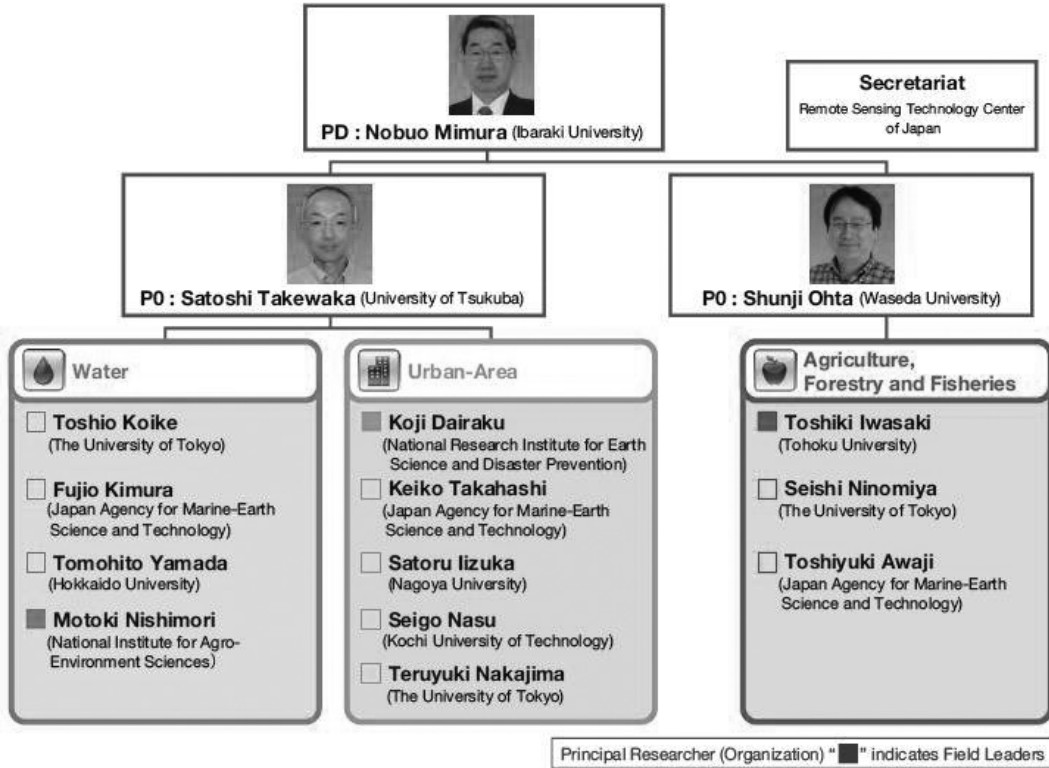 PD : Nobuo Mimura (Ibaraki University)
Secretariat
Remote Sensing Technology Center
of Japan
P0 : Satoshi Takewaka (University of Tsukuba)
P0 : Shunji Ohta (Waseda University)
Water
Toshio Koike
(The University of Tokyo)
Fujio Kimura
(Japan Agency for Marine-Earth
Science and Technology)
Tomohito Yamada
(Hokkaido University)
Motoki Nishimori
(National Institute for Agro-
Environment Sciences)
Urban-Area
Koji Dairaku
(National Research Institute for Earth
Science and Disaster Prevention)
Keiko Takahashi
(Japan Agency for Marine-Earth
Science and Technology)
Satoru Iizuka
(Nagoya University)
Seigo Nasu
(Kochi University of Technology)
Teruyuki Nakajima
(The University of Tokyo)
Agriculture,
Forestry and Fisheries
Toshiki Iwasaki
(Tohoku University)
Seishi Ninomiya
(The University of Tokyo)
Toshiyuki Awaji
(Japan Agency for Marine-Earth
Science and Technology)
Principal Researcher (Organization) “■” indicates Field Leaders